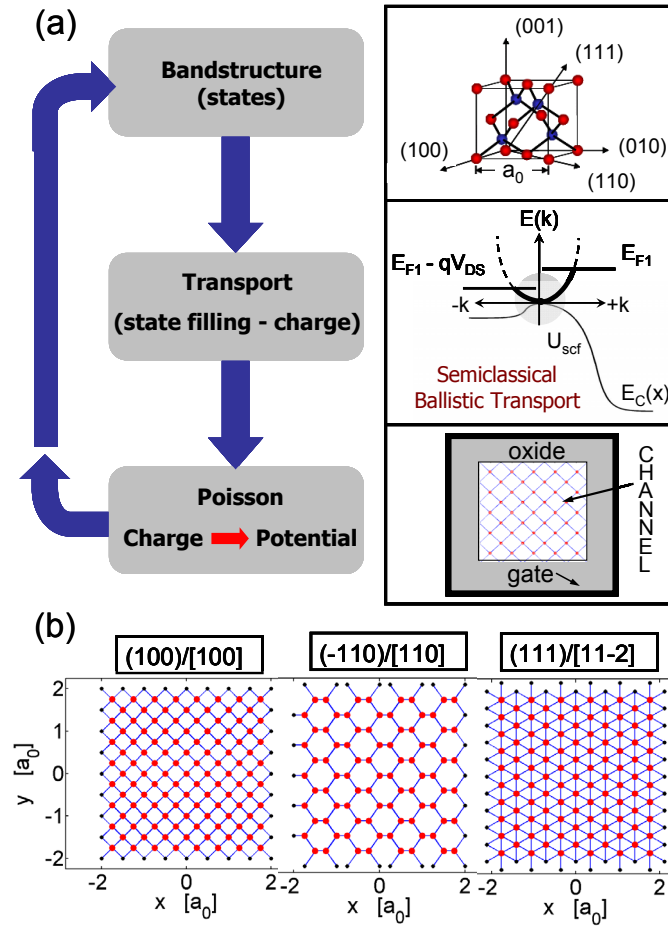 (a)
Bandstructure
(states)
Transport
(state filling - charge)
Poisson
Charge Potential
(001)
(111)
(100)
(010)
a0
(110)
E(k)
EF1 - qVDS
EF1
-k
+k
Uscf
Semiclassical
Ballistic Transport
EC(x)
oxide
CHANNEL
gate
(b)
(100)/[100]
(-110)/[110]
(111)/[11-2]
2
1
0
-1
-2
y [a0]
-2 0 2
x [a0]
-2 0 2
x [a0]
-2 0 2
x [a0]